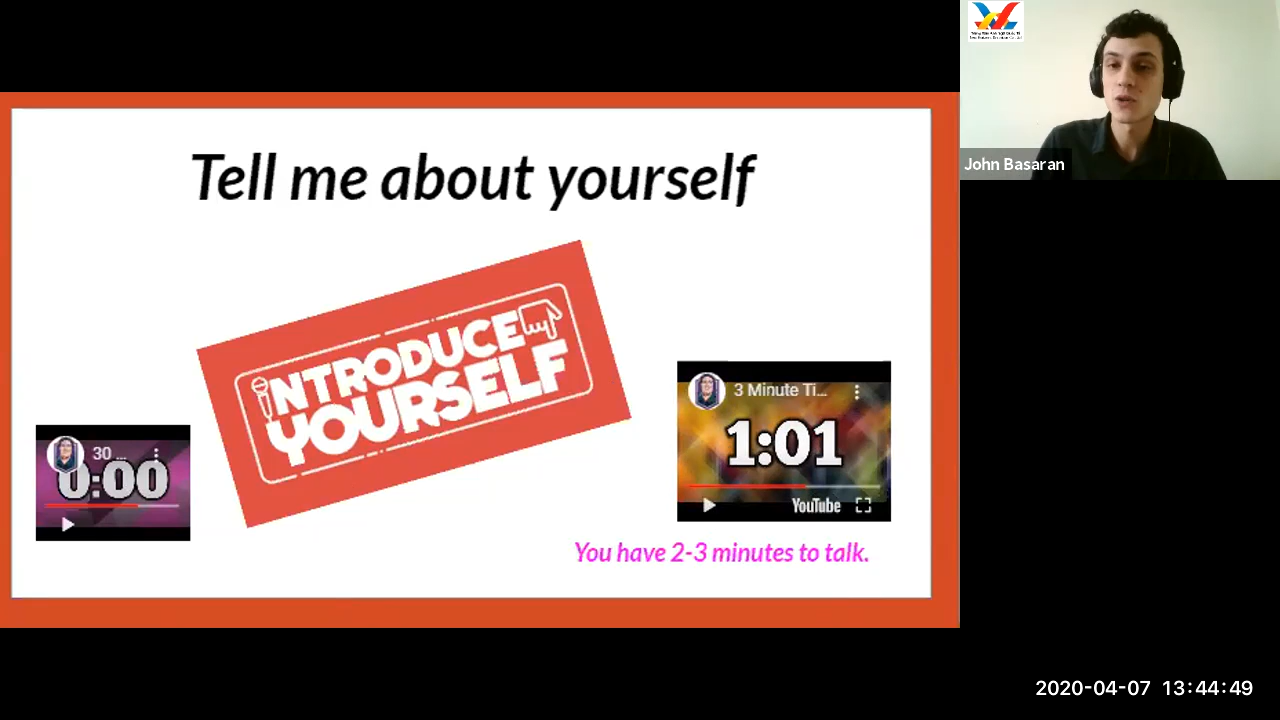 Tell me about yourself
INTRODUCE
YOURSELF
30 ...
0:00
3 Minute Ti...
1:01
YouTube
You have 2-3 minutes to talk.
John Basaran
2020-04-07 13:44:49